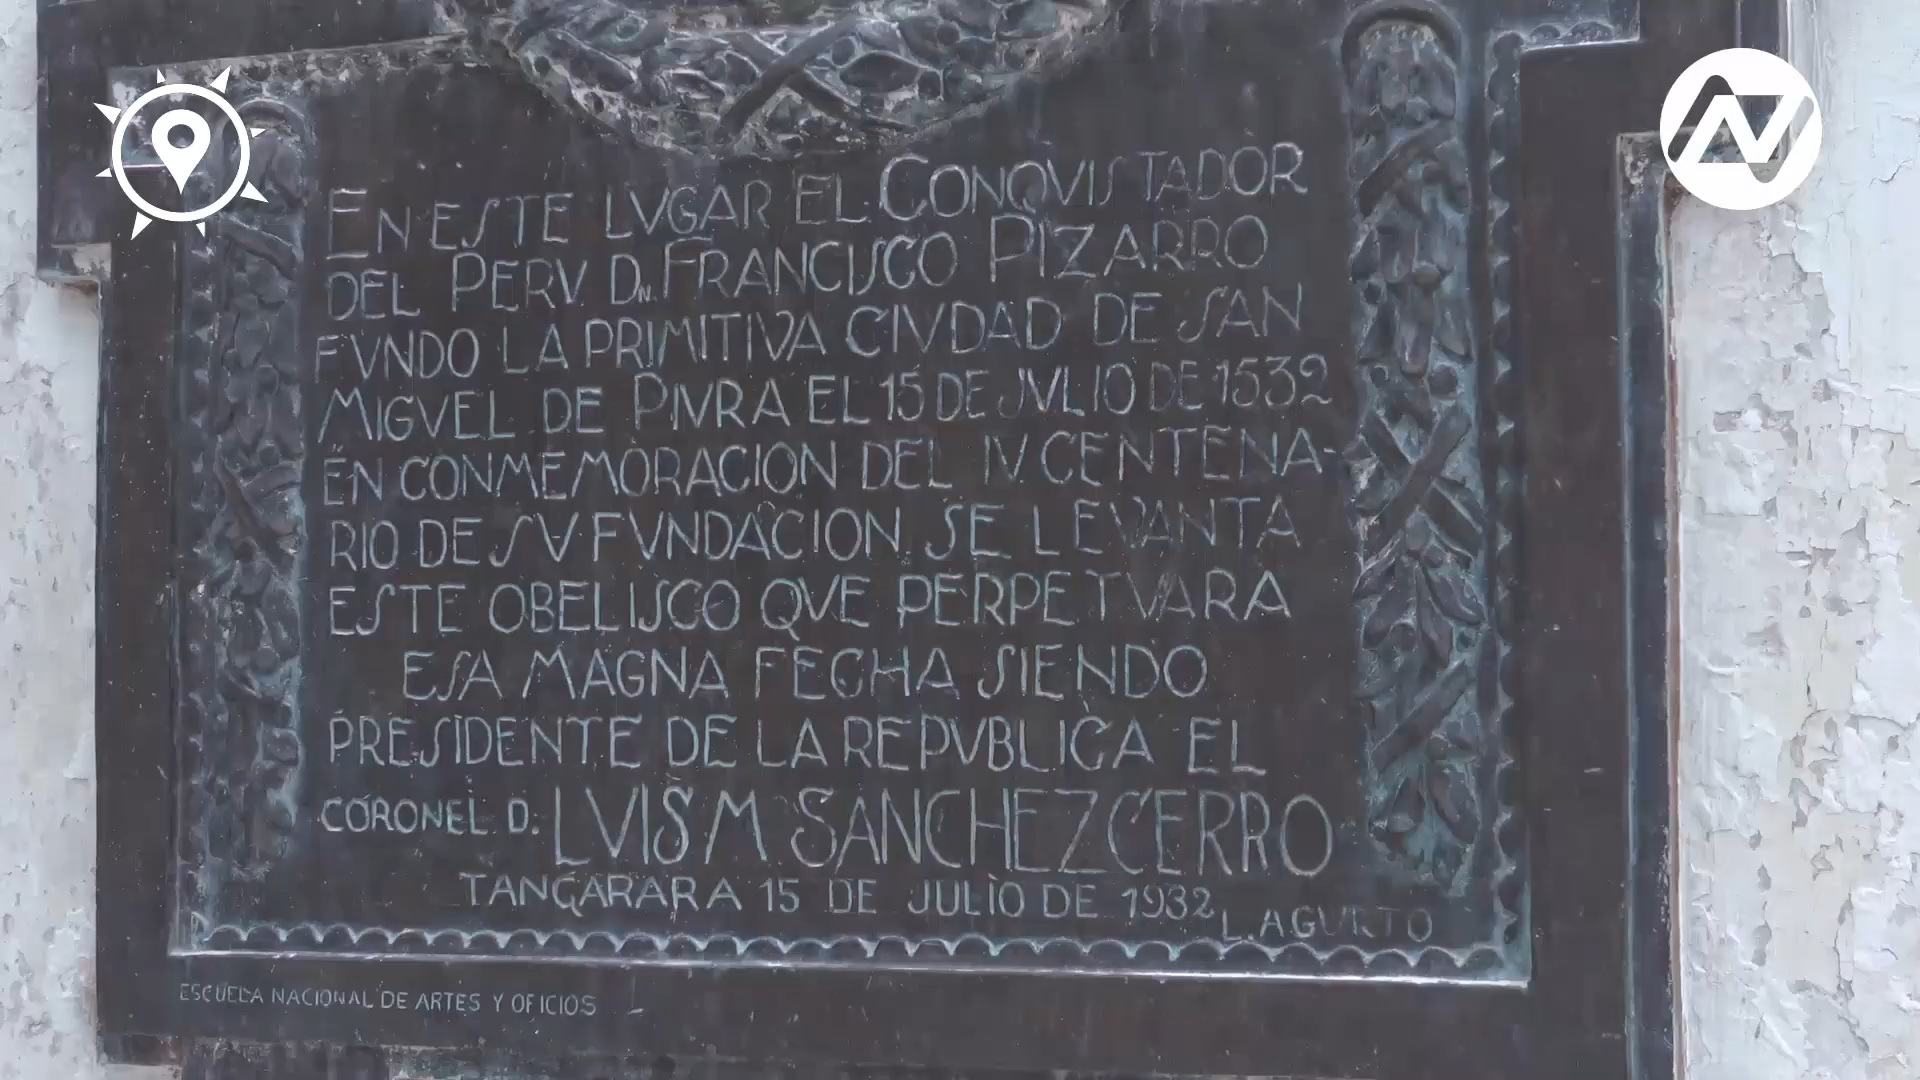 EN ESTE LVGAR EL CONQVISTADOR
DEL PERV Dn. FRANCISCO PIZARRO
FVNDO LA PRIMITIVA CIVDAD DE SAN
MIGVEL DE PIVRA EL 15 DE JVLIO DE 1532
EN CONMEMORACION DEL IV CENTENA-
RIO DE SV FVNDACION SE LEVANTA
ESTE OBELISCO QVE PERPETVARA
ESA MAGNA FECHA SIENDO
PRESIDENTE DE LA REPVBLICA EL
CORONEL D. LVIS M SANCHEZ CERRO
TANGARARA 15 DE JULIO DE 1932
L. AGURTO
ESCUELA NACIONAL DE ARTES Y OFICIOS